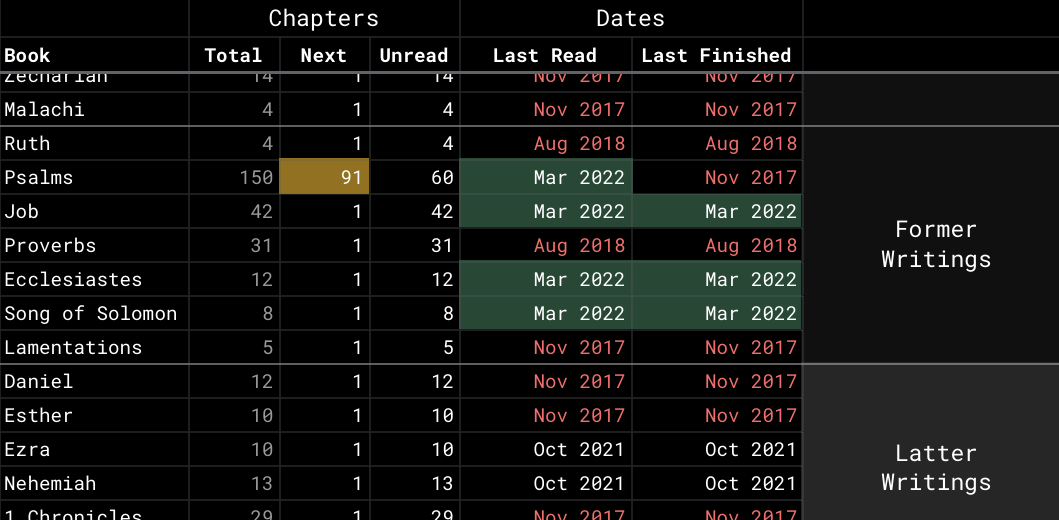 Chapters Dates
Book Total Next Unread Last Read Last Finished
Zechariah 14 1 14 Nov 2017 Nov 2017
Malachi 4 1 4 Nov 2017 Nov 2017
Ruth 4 1 4 Aug 2018 Aug 2018
Psalms 150 91 60 Mar 2022 Nov 2017
Job 42 1 42 Mar 2022 Mar 2022
Proverbs 31 1 31 Aug 2018 Aug 2018
Ecclesiastes 12 1 12 Mar 2022 Mar 2022
Song of Solomon 8 1 8 Mar 2022 Mar 2022
Lamentations 5 1 5 Nov 2017 Nov 2017
Former
Writings
Daniel 12 1 12 Nov 2017 Nov 2017
Esther 10 1 10 Nov 2017 Nov 2017
Ezra 10 1 10 Oct 2021 Oct 2021
Nehemiah 13 1 13 Oct 2021 Oct 2021
1 Chronicles 29 1 29 Nov 2017 Nov 2017
Latter
Writings